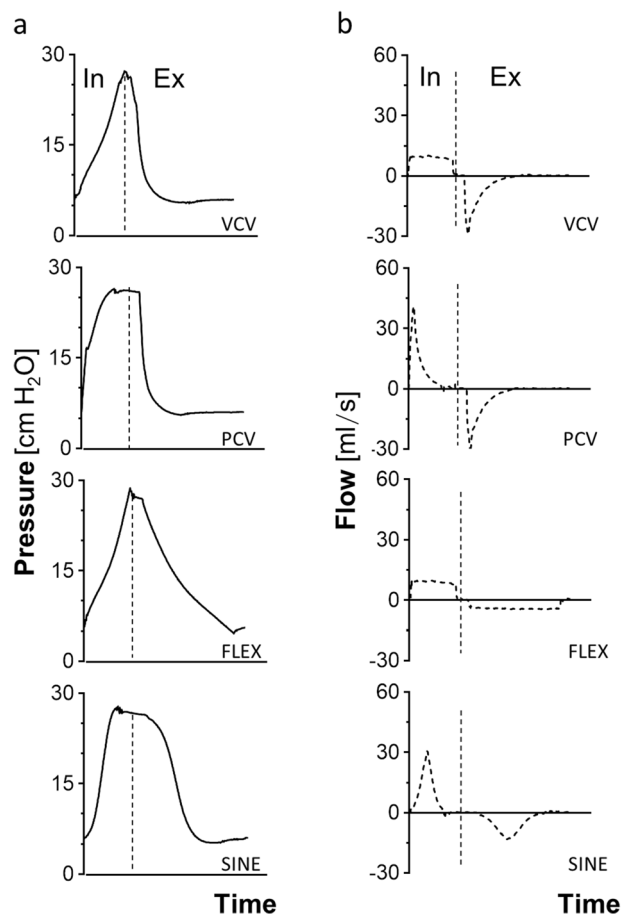 a
b
Pressure [cm H₂O]
Flow [ml/s]
30
15
0
In
Ex
VCV
60
30
0
-30
In
Ex
VCV
30
15
0
PCV
60
30
0
-30
PCV
30
15
0
FLEX
60
30
0
-30
FLEX
30
15
0
SINE
60
30
0
-30
SINE
Time
Time